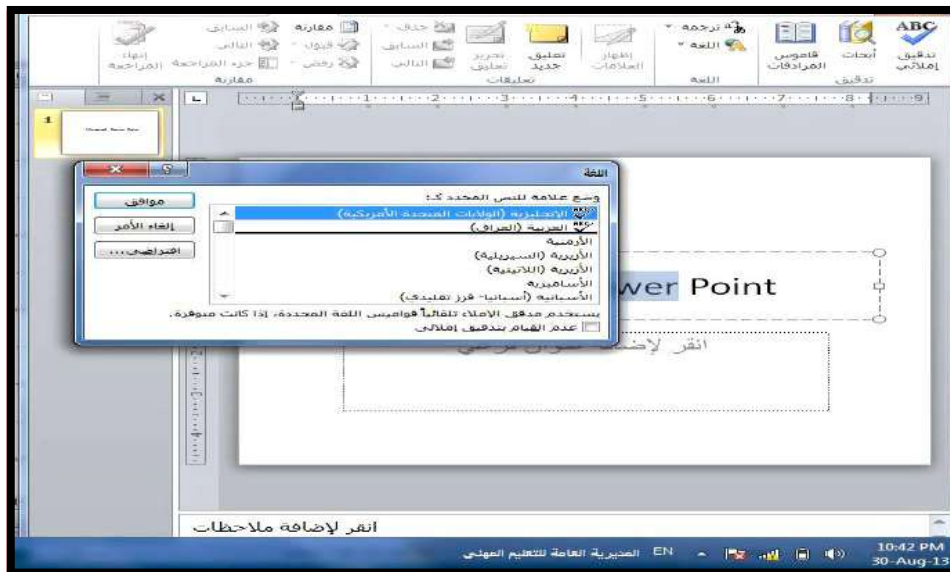 ABC
تدقيق إملائي
أبحاث
قاموس المرادفات
تدقيق
ترجمة
اللغة
اللغة
إظهار العلامات
تعليق جديد
تحرير تعليق
حذف
السابق
التالي
تعليقات
مقارنة
قبول
رفض
جزء المراجعة
السابق
التالي
مقارنة
إنهاء المراجعة
1
اللغة
وضع علامة للنص المحدد كـ:
الإنجليزية (الولايات المتحدة الأمريكية)
العربية (العراق)
الأرمنية
الأزيرية (السيريلية)
الأزيرية (اللاتينية)
الأسامیزیة
الأسبانية (أسبانيا- فرز تقليدي)
يستخدم مدقق الإملاء تلقائياً قواميس اللغة المحددة، إذا كانت متوفرة.
عدم القيام بتدقيق إملائي
موافق
إلغاء الأمر
افتراضي...
wer Point
انقر لإضافة عنوان فرعي
انقر لإضافة ملاحظات
المديرية العامة للتعليم المهني
EN
10:42 PM
30-Aug-13